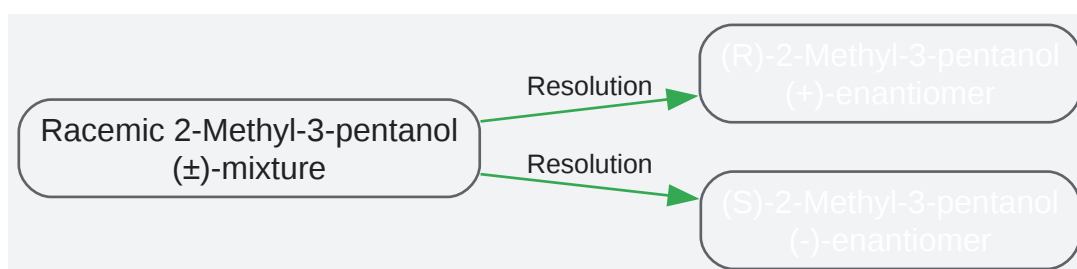 Racemic 2-Methyl-3-pentanol
(±)-mixture
Resolution
Resolution
(R)-2-Methyl-3-pentanol
(+)-enantiomer
(S)-2-Methyl-3-pentanol
(-)-enantiomer